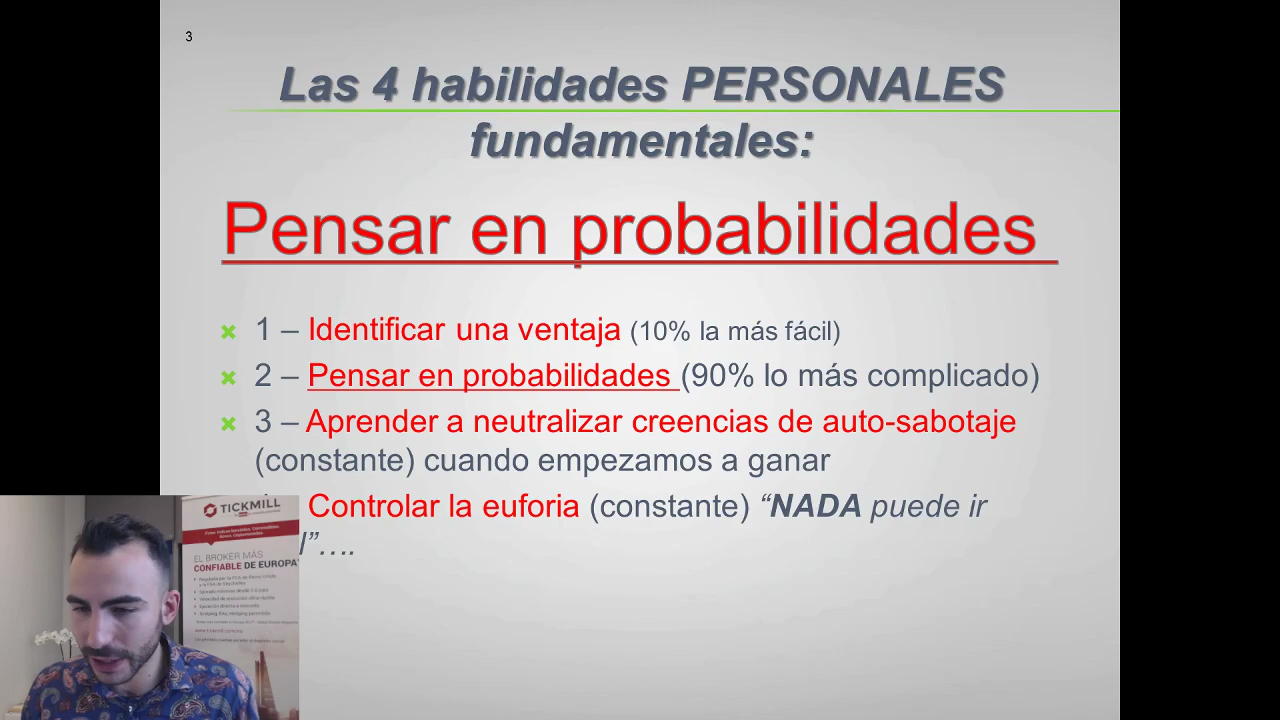 3
Las 4 habilidades PERSONALES
fundamentales:
Pensar en probabilidades
1 – Identificar una ventaja (10% la más fácil)
2 – Pensar en probabilidades (90% lo más complicado)
3 – Aprender a neutralizar creencias de auto-sabotaje
(constante) cuando empezamos a ganar
Controlar la euforia (constante) “NADA puede ir
l”….
TICKMILL
EL BROKER MÁS
CONFIABLE DE EUROPA